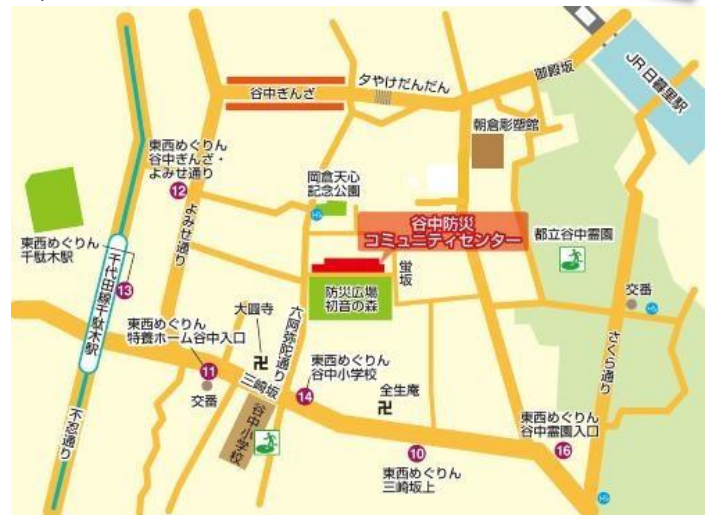 JR日暮里駅
御殿坂
夕やけだんだん
谷中ぎんざ
朝倉彫塑館
東西めぐりん
谷中ぎんざ・
よみせ通り
12
岡倉天心
記念公園
よみせ通り
谷中防災
コミュニティセンター
都立谷中霊園
東西めぐりん
千駄木駅
13
千代田線千駄木駅
蛍坂
防災広場
初音の森
交番
六阿弥陀通り
大圓寺
東西めぐりん
特養ホーム谷中入口
11
交番
三崎坂
東西めぐりん
谷中小学校
14
全生庵
さくら通り
谷中小学校
不忍通り
10
東西めぐりん
三崎坂上
東西めぐりん
谷中霊園入口
16